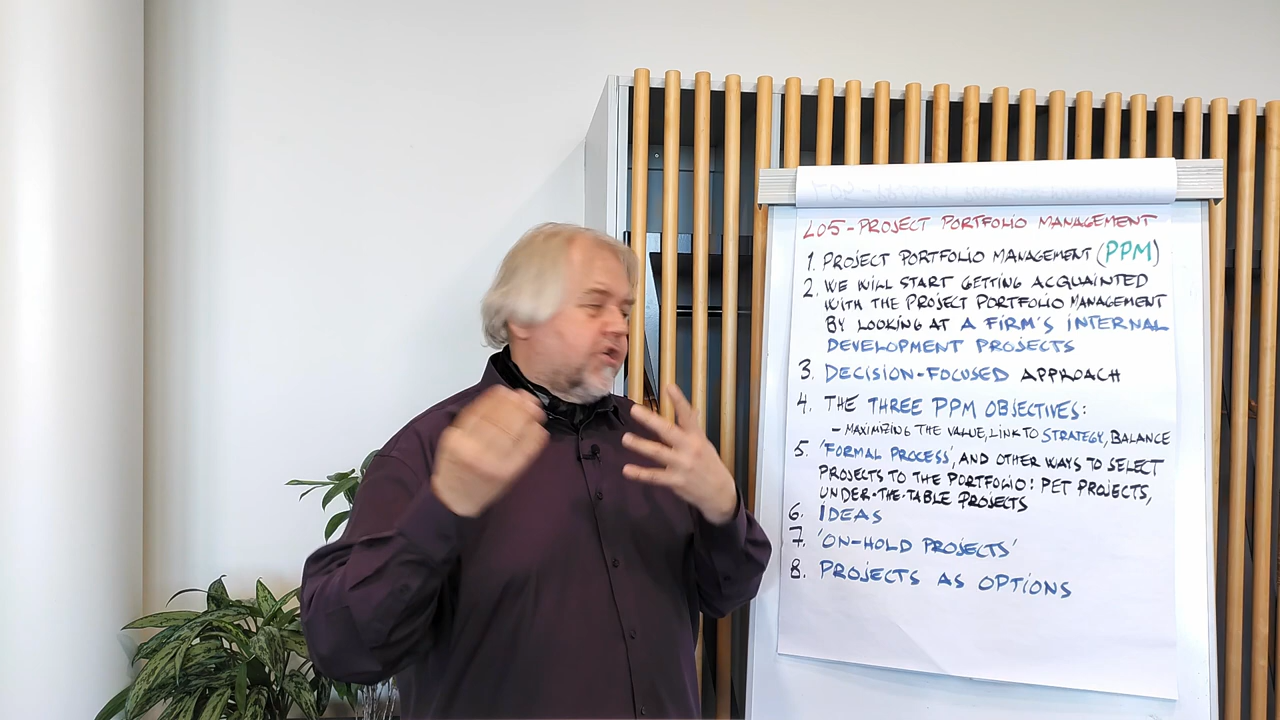 L05-PROJECT PORTFOLIO MANAGEMENT
1. PROJECT PORTFOLIO MANAGEMENT (PPM)
2. WE WILL START GETTING ACQUAINTED
WITH THE PROJECT PORTFOLIO MANAGEMENT
BY LOOKING AT A FIRM'S INTERNAL
DEVELOPMENT PROJECTS
3. DECISION-FOCUSED APPROACH
4. THE THREE PPM OBJECTIVES:
- MAXIMIZING THE VALUE, LINK TO STRATEGY, BALANCE
5. 'FORMAL PROCESS', AND OTHER WAYS TO SELECT
PROJECTS TO THE PORTFOLIO: PET PROJECTS,
UNDER-THE-TABLE PROJECTS
6. IDEAS
7. 'ON-HOLD PROJECTS'
8. PROJECTS AS OPTIONS